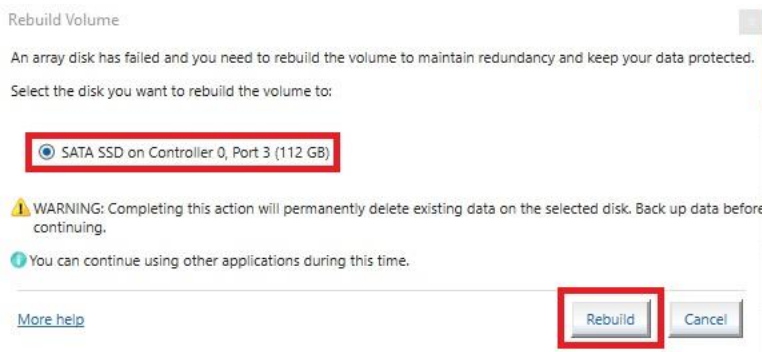 Rebuild Volume
An array disk has failed and you need to rebuild the volume to maintain redundancy and keep your data protected.
Select the disk you want to rebuild the volume to:
SATA SSD on Controller 0, Port 3 (112 GB)
WARNING: Completing this action will permanently delete existing data on the selected disk. Back up data before
continuing.
You can continue using other applications during this time.
More help
Rebuild
Cancel